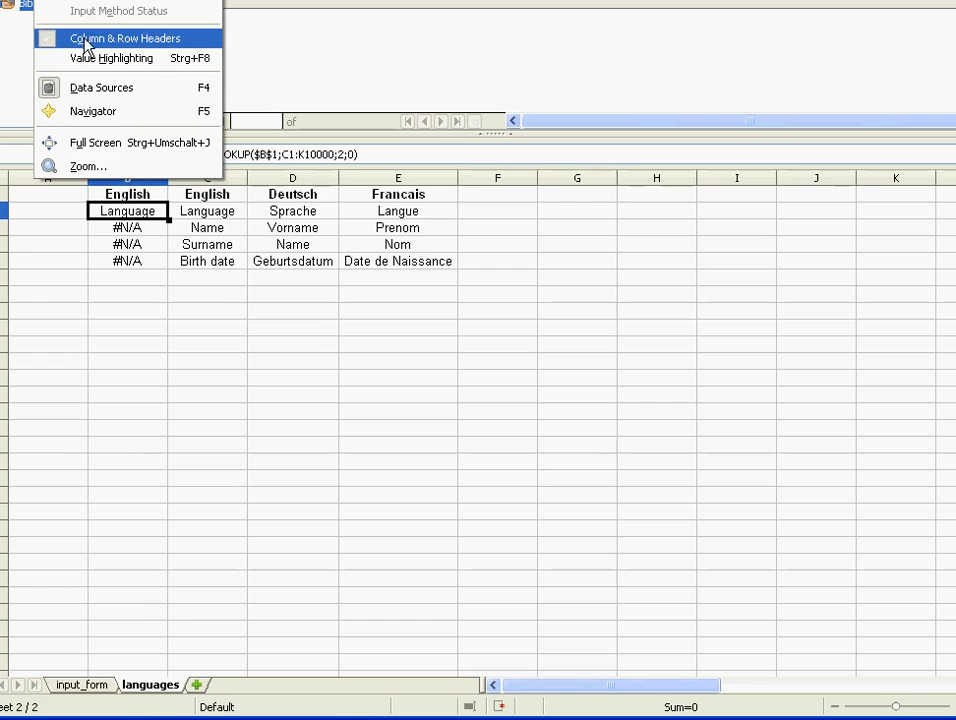 Bib
Input Method Status
Column & Row Headers
Value Highlighting Strg+F8
Data Sources F4
Navigator F5
Full Screen Strg+Umschalt+J
Zoom...
of
OKUP($B$1;C1:K10000;2;0)
C D E F G H I J K
English English Deutsch Francais
Language Language Sprache Langue
#N/A Name Vorname Prenom
#N/A Surname Name Nom
#N/A Birth date Geburtsdatum Date de Naissance
input_form languages
eet 2 / 2 Default Sum=0